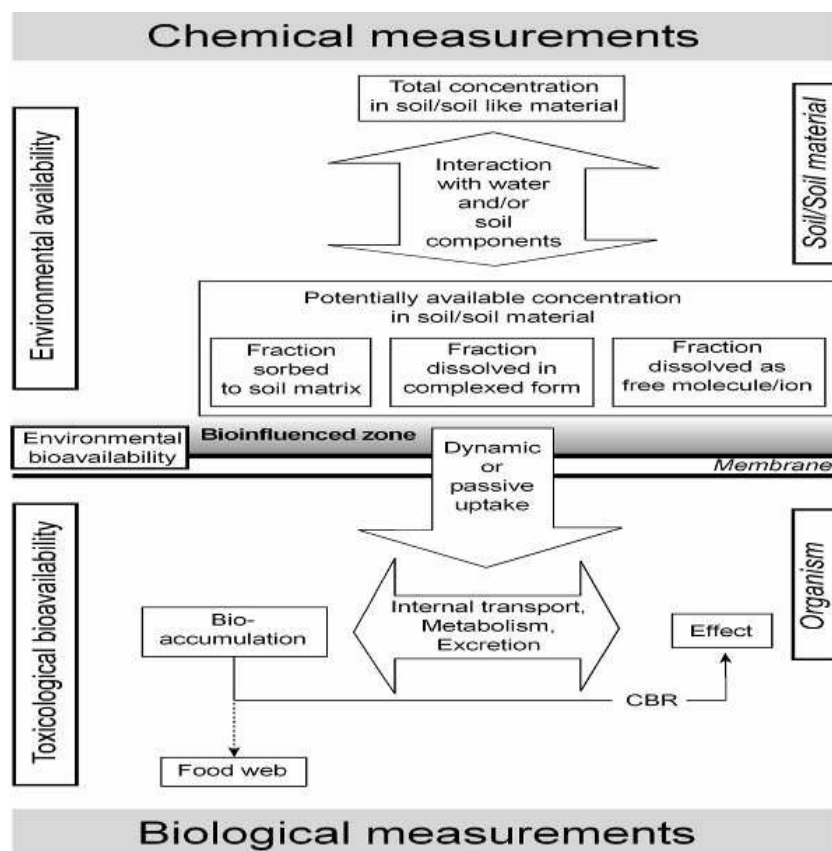 Chemical measurements
Total concentration
in soil/soil like material
Environmental availability
Soil/Soil material
Interaction
with water
and/or
soil
components
Potentially available concentration
in soil/soil material
Fraction
sorbed
to soil matrix
Fraction
dissolved in
complexed form
Fraction
dissolved as
free molecule/ion
Environmental
bioavailability
Bioinfluenced zone
Membrane
Dynamic
or
passive
uptake
Toxicological bioavailability
Organism
Bio-
accumulation
Internal transport,
Metabolism,
Excretion
Effect
CBR
Food web
Biological measurements